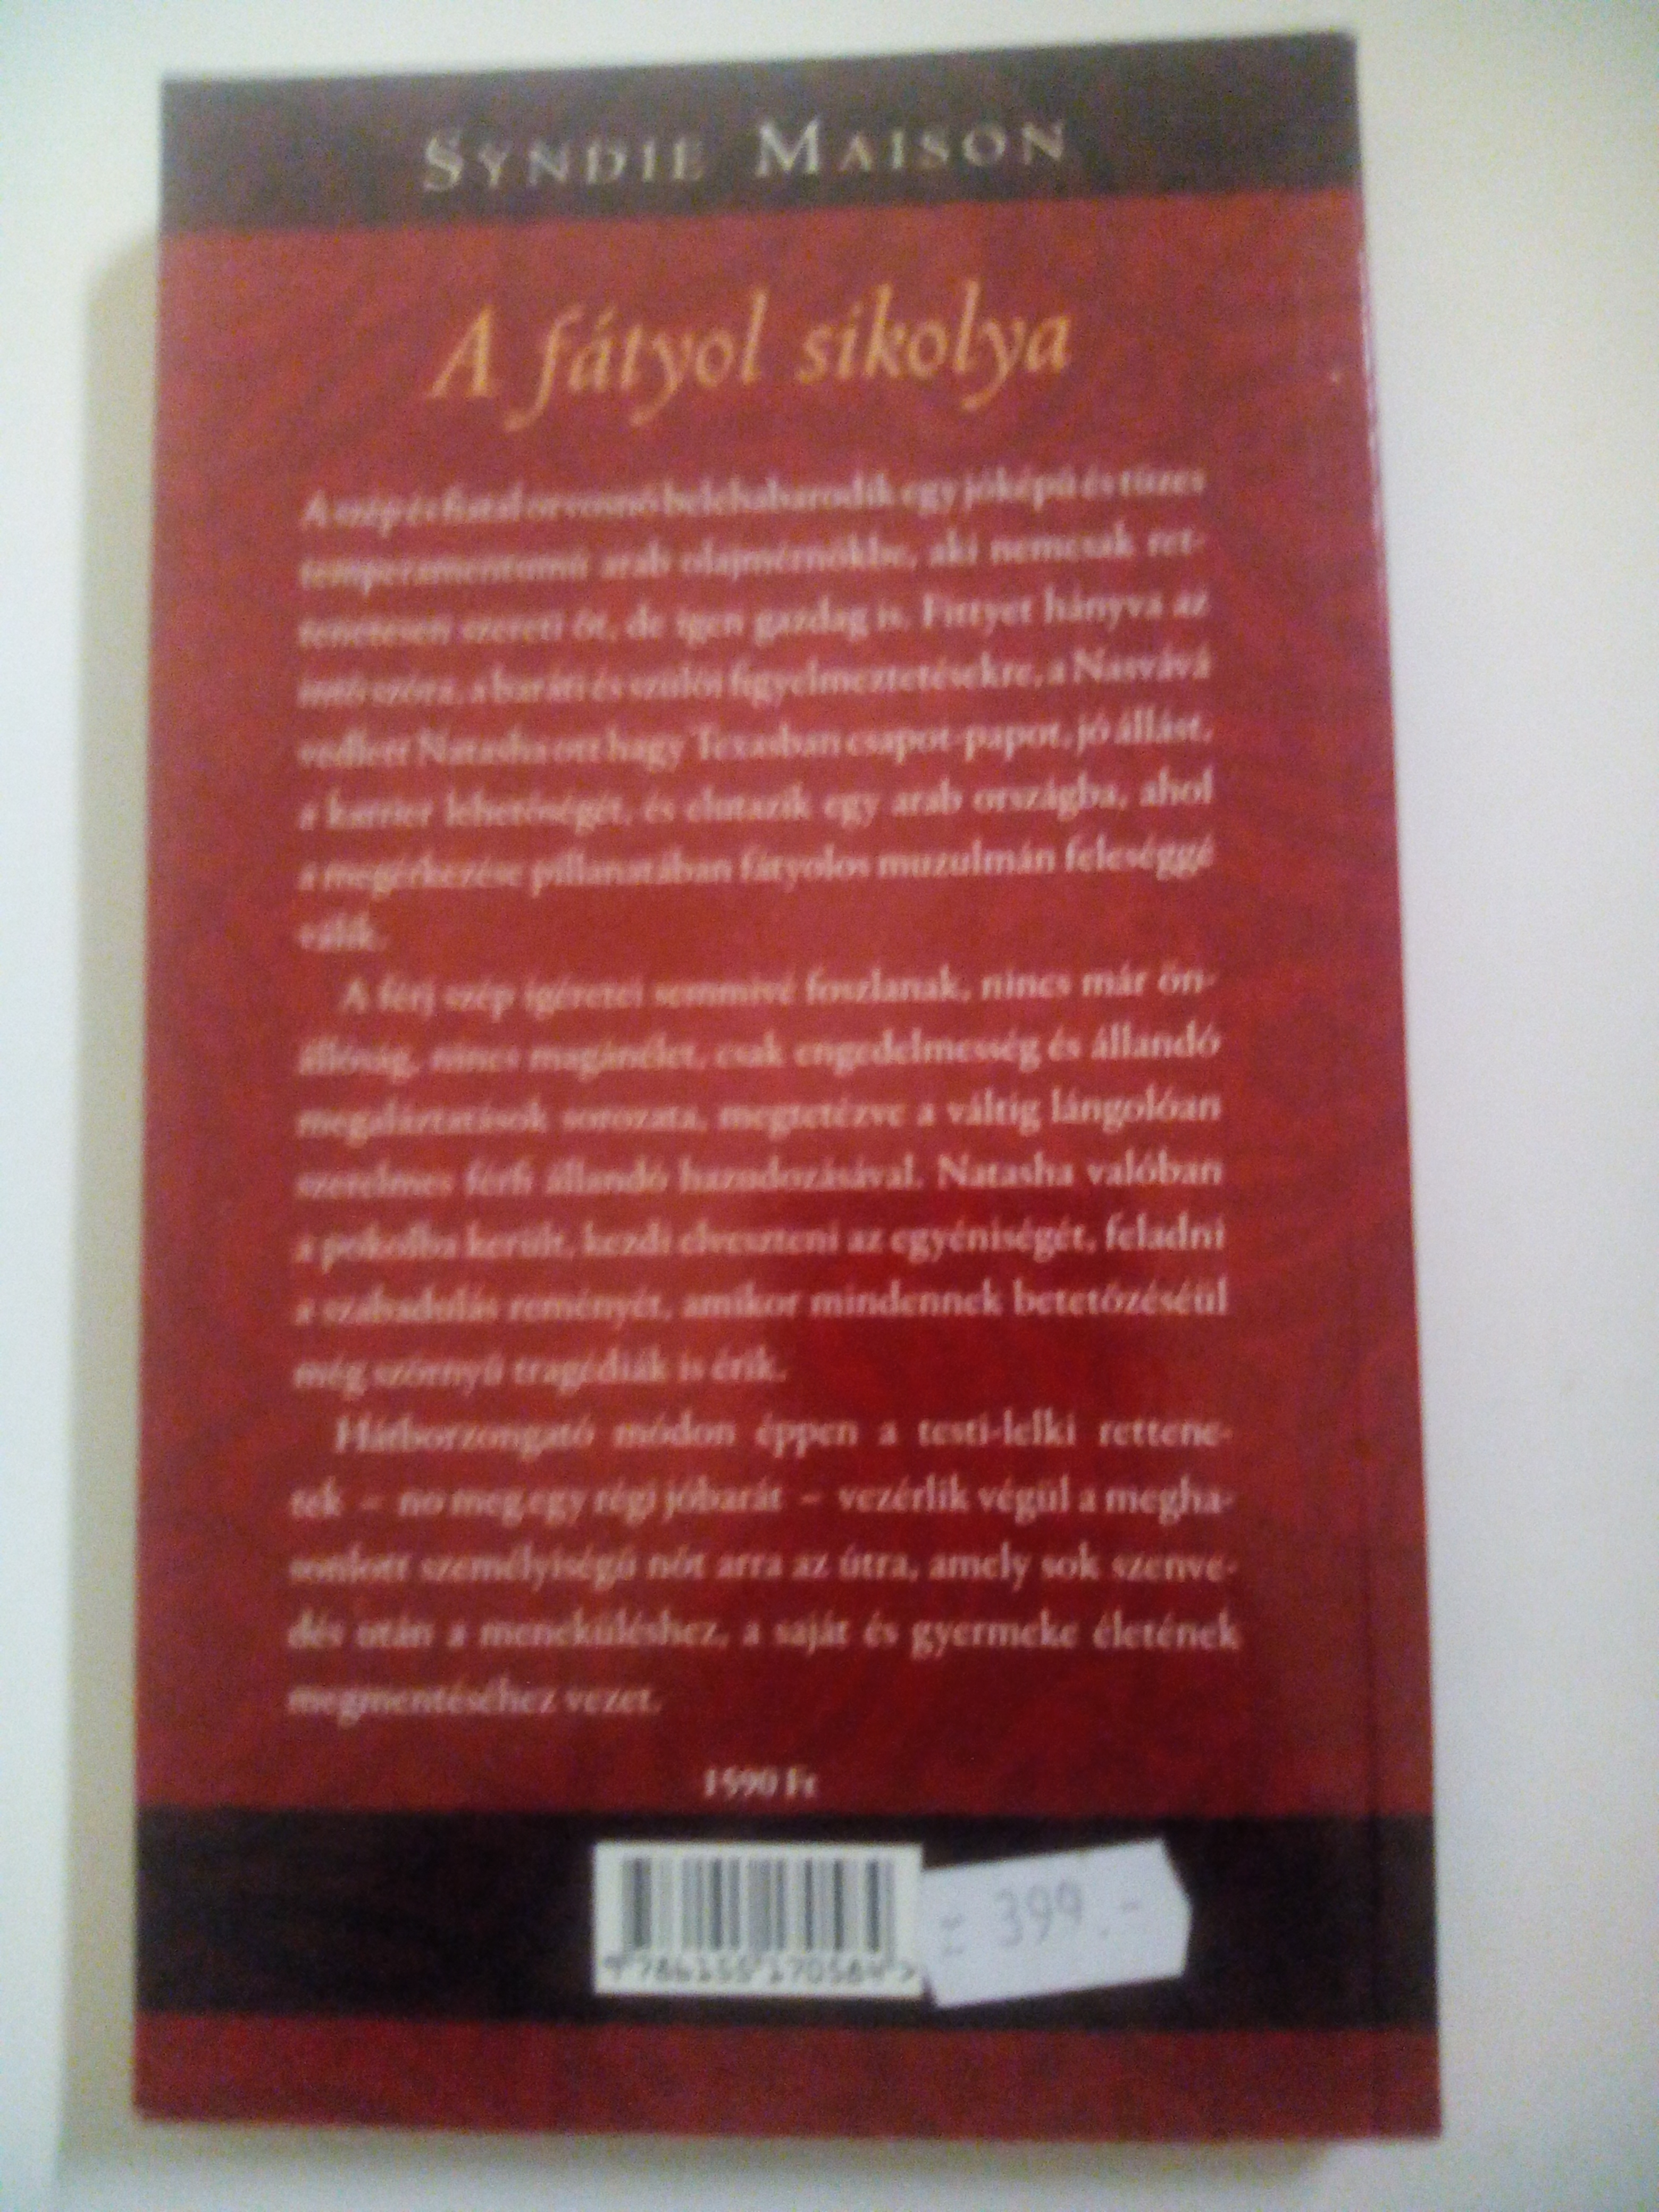 SYNDIE MAISON
A fátyol sikolya
A szép és fiatal orvosnő belehabarodik egy jóképű és tüzes
temperamentumú arab olajmérnökbe, aki nemcsak ret-
tenetesen szereti őt, de igen gazdag is. Fittyet hányva az
intő szóra, a baráti és szülői figyelmeztetésekre, a Nasvává
vedlett Natasha ott hagy Texasban csapot-papot, jó állást,
a karrier lehetőségét, és elutazik egy arab országba, ahol
a megérkezése pillanatában fátyolos muzulmán feleséggé
válik.
A férj szép ígéretei semmivé foszlanak, nincs már ön-
állóság, nincs magánélet, csak engedelmesség és állandó
megaláztatások sorozata, megtetézve a váltig lángolóan
szerelmes férfi állandó hazudozásával. Natasha valóban
a pokolba került, kezdi elveszteni az egyéniségét, feladni
a szabadulás reményét, amikor mindennek betetőzéséül
még szörnyű tragédiák is érik.
Hátborzongató módon éppen a testi-lelki rettene-
tek – no meg egy régi jóbarát – vezérlik végül a megha-
sonlott személyiségű nőt arra az útra, amely sok szenve-
dés után a meneküléshez, a saját és gyermeke életének
megmentéséhez vezet.
1590 Ft
399.-